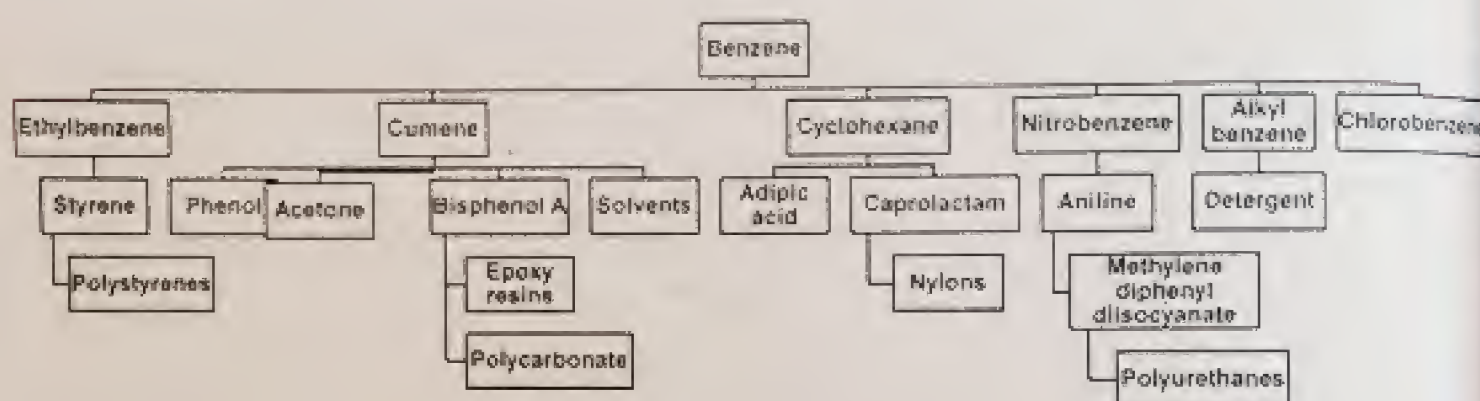 Benzene
Ethylbenzene
Cumene
Cyclohexane
Nitrobenzene
Alkyl
benzene
Chlorobenzene
Styrene
Phenol
Acetone
Bisphenol A
Solvents
Adipic
acid
Caprolactam
Aniline
Detergent
Polystyrenes
Epoxy
resins
Nylons
Methylene
diphenyl
diisocyanate
Polycarbonate
Polyurethanes